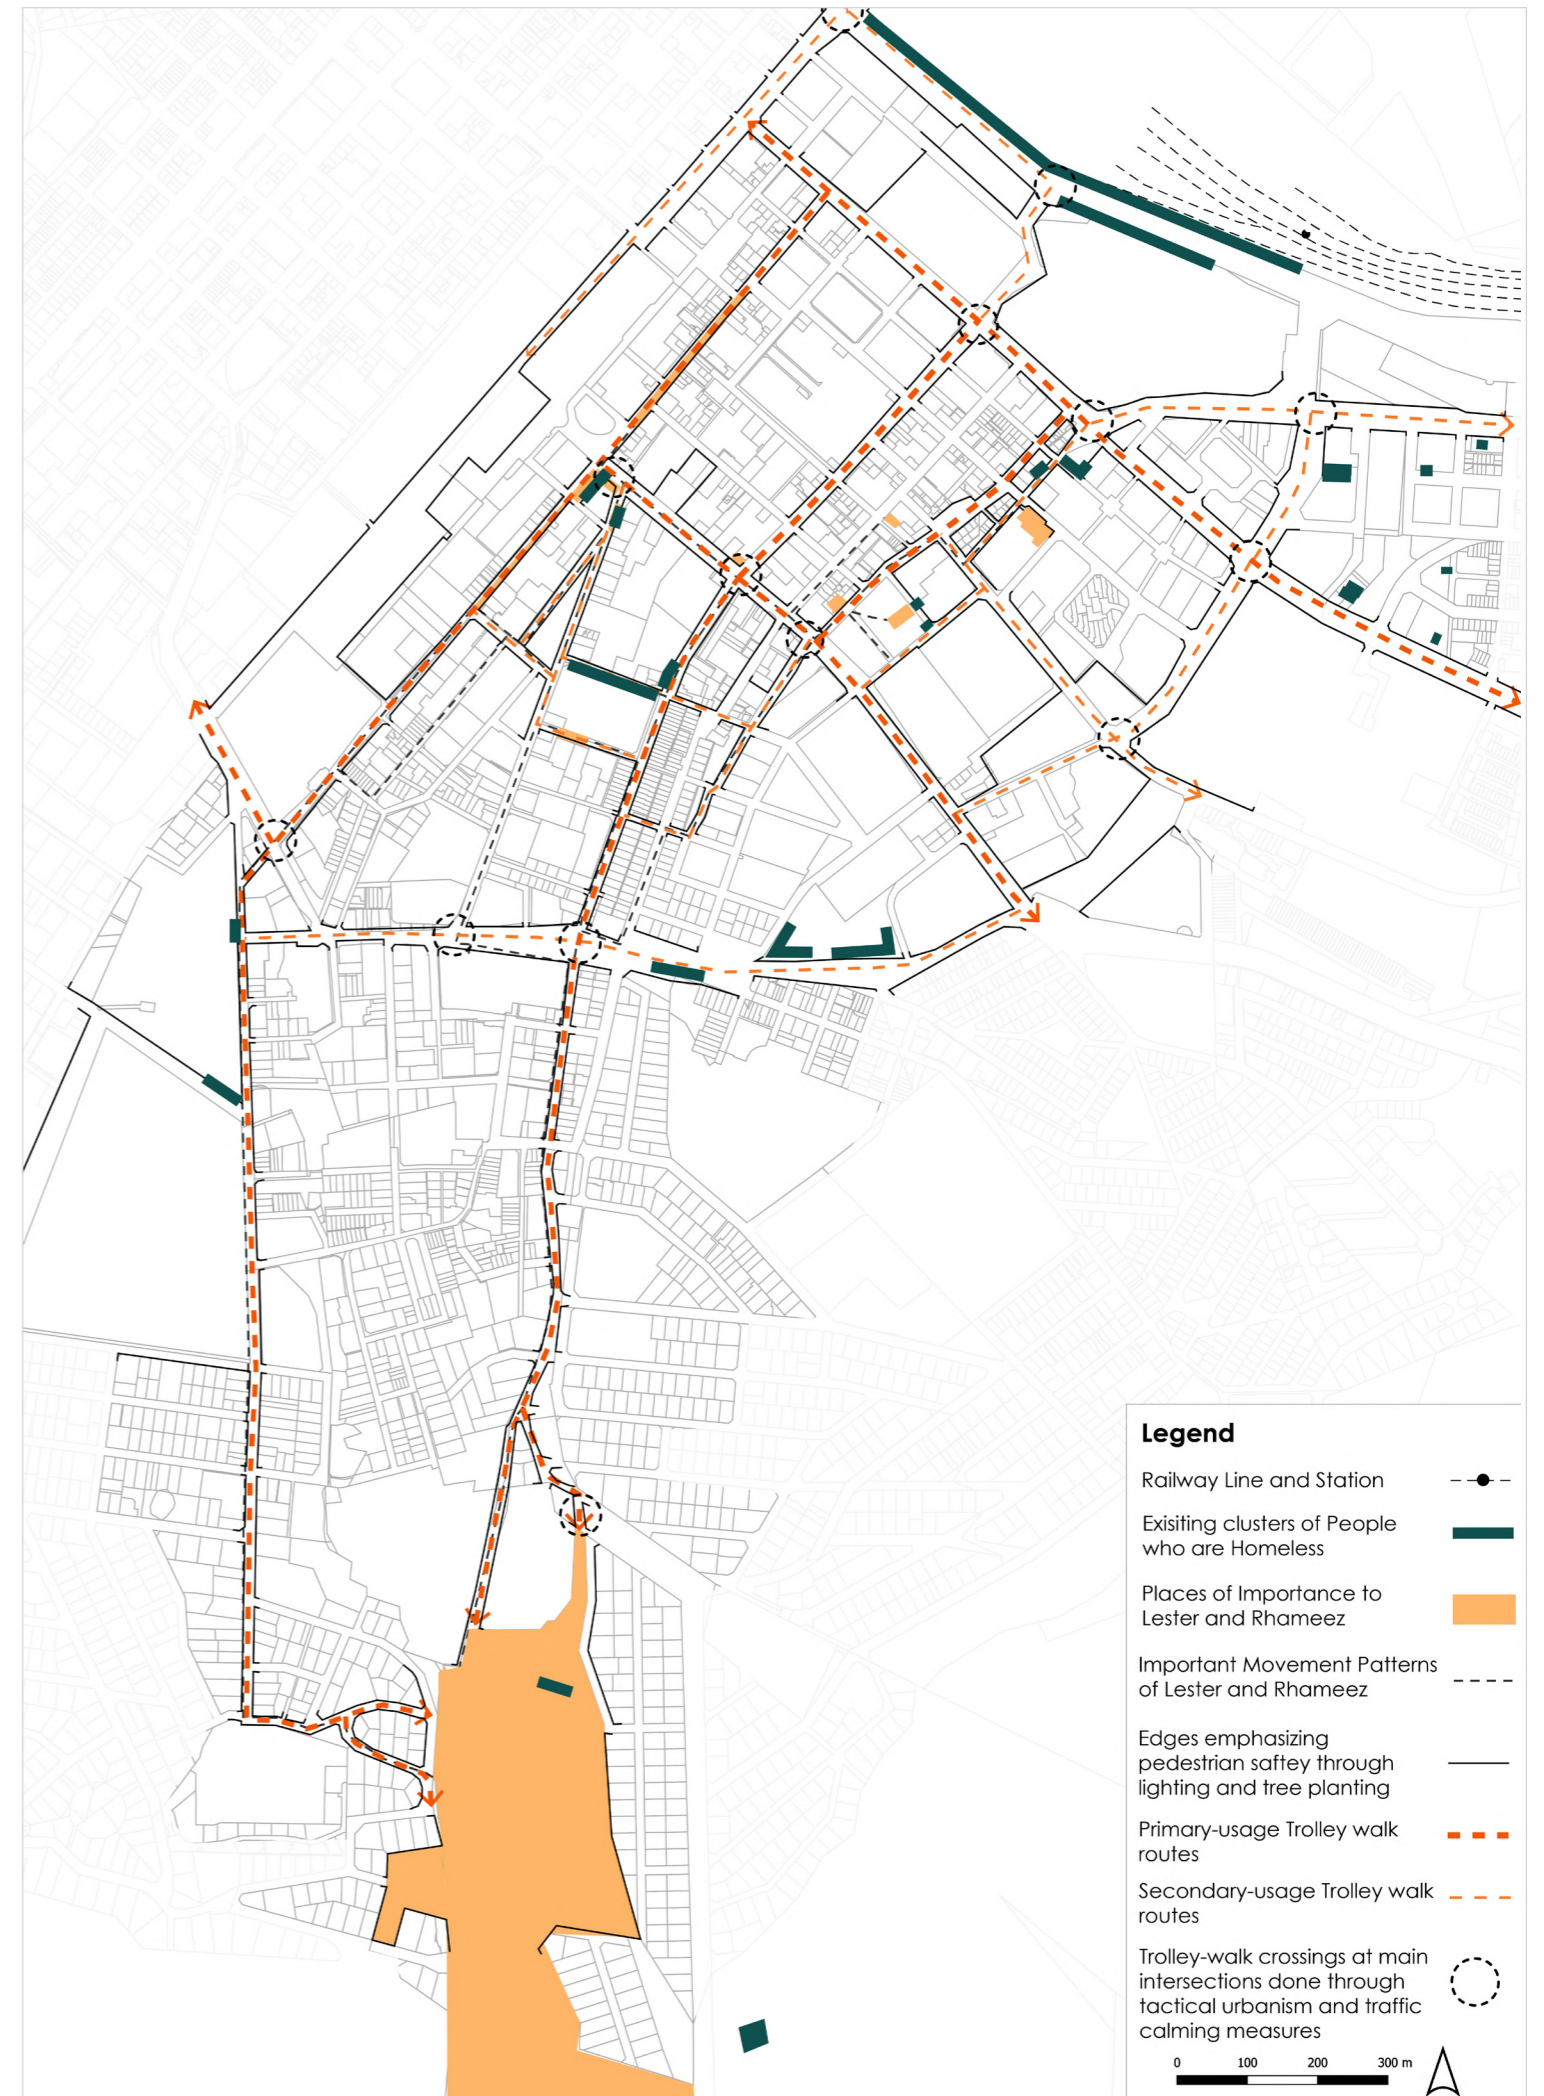 Legend
Railway Line and Station
Exisiting clusters of People
who are Homeless
Places of Importance to
Lester and Rhameez
Important Movement Patterns
of Lester and Rhameez
Edges emphasizing
pedestrian saftey through
lighting and tree planting
Primary-usage Trolley walk
routes
Secondary-usage Trolley walk
routes
Trolley-walk crossings at main
intersections done through
tactical urbanism and traffic
calming measures
0 100 200 300 m